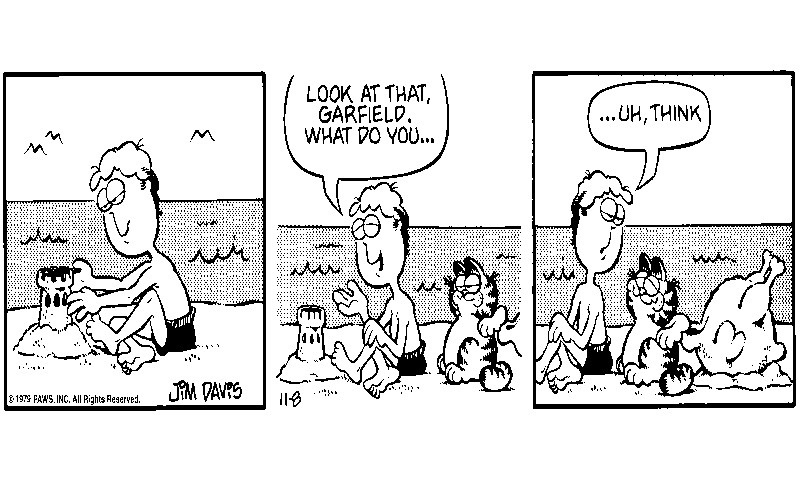 © 1979 PAWS, INC. All Rights Reserved.
JIM DAVIS
LOOK AT THAT,
GARFIELD.
WHAT DO YOU...
11-8
...UH, THINK